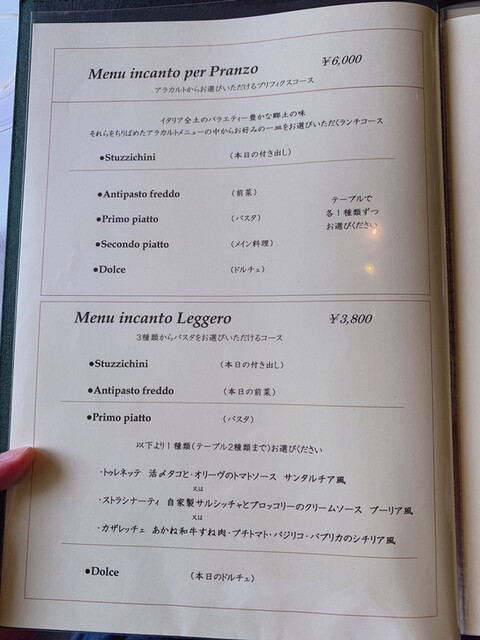 Menu incanto per Pranzo ￥6,000
アラカルトからお選びいただけるプリフィクスコース
イタリア全土のバラエティー豊かな郷土の味
それらをちりばめたアラカルトメニューの中からお好みの一皿をお選びいただくランチコース
●Stuzzichini (本日の付き出し)
●Antipasto freddo (前菜)
●Primo piatto (パスタ)
●Secondo piatto (メイン料理)
●Dolce (ドルチェ)
テーブルで
各１種類ずつ
お選びください
Menu incanto Leggero ￥3,800
３種類からパスタをお選びいただけるコース
●Stuzzichini (本日の付き出し)
●Antipasto freddo (本日の前菜)
●Primo piatto (パスタ)
以下より１種類(テーブル２種類まで)お選びください
・トゥレネッテ 活〆タコと・オリーヴのトマトソース サンタルチア風
又は
・ストラシナーティ 自家製サルシッチャとブロッコリーのクリームソース プーリア風
又は
・カザレッチェ あかね和牛すね肉・プチトマト・バジリコ・パプリカのシチリア風
●Dolce (本日のドルチェ)